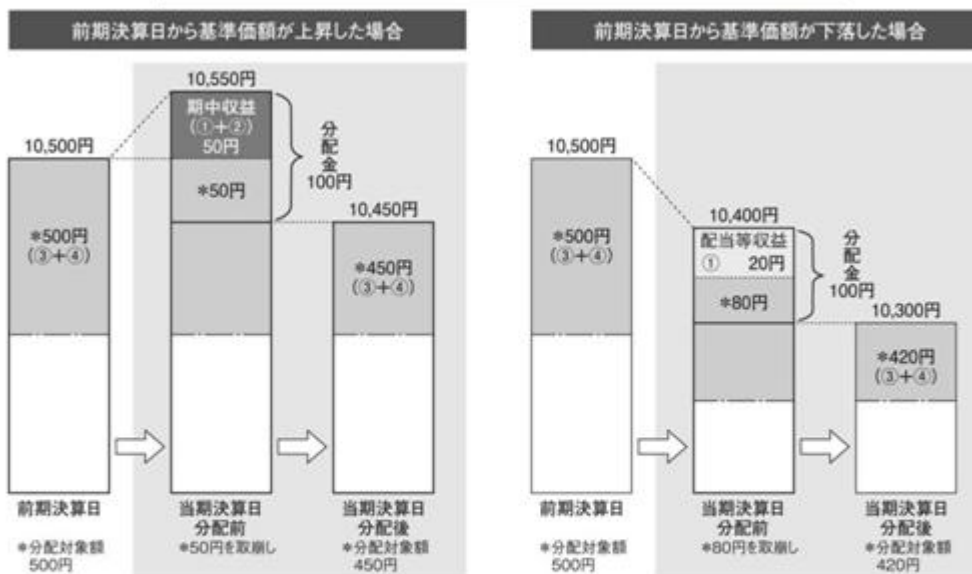 前期決算日から基準価額が上昇した場合
10,550円
期中収益
(①+②)
50円
10,500円
分配金
100円
*50円
10,450円
*500円
(③+④)
*450円
(③+④)
前期決算日
当期決算日
分配前
当期決算日
分配後
*分配対象額
500円
*50円を取崩し
*分配対象額
450円
前期決算日から基準価額が下落した場合
10,500円
10,400円
*500円
(③+④)
配当等収益
① 20円
分配金
100円
*80円
10,300円
*420円
(③+④)
前期決算日
当期決算日
分配前
当期決算日
分配後
*分配対象額
500円
*80円を取崩し
*分配対象額
420円